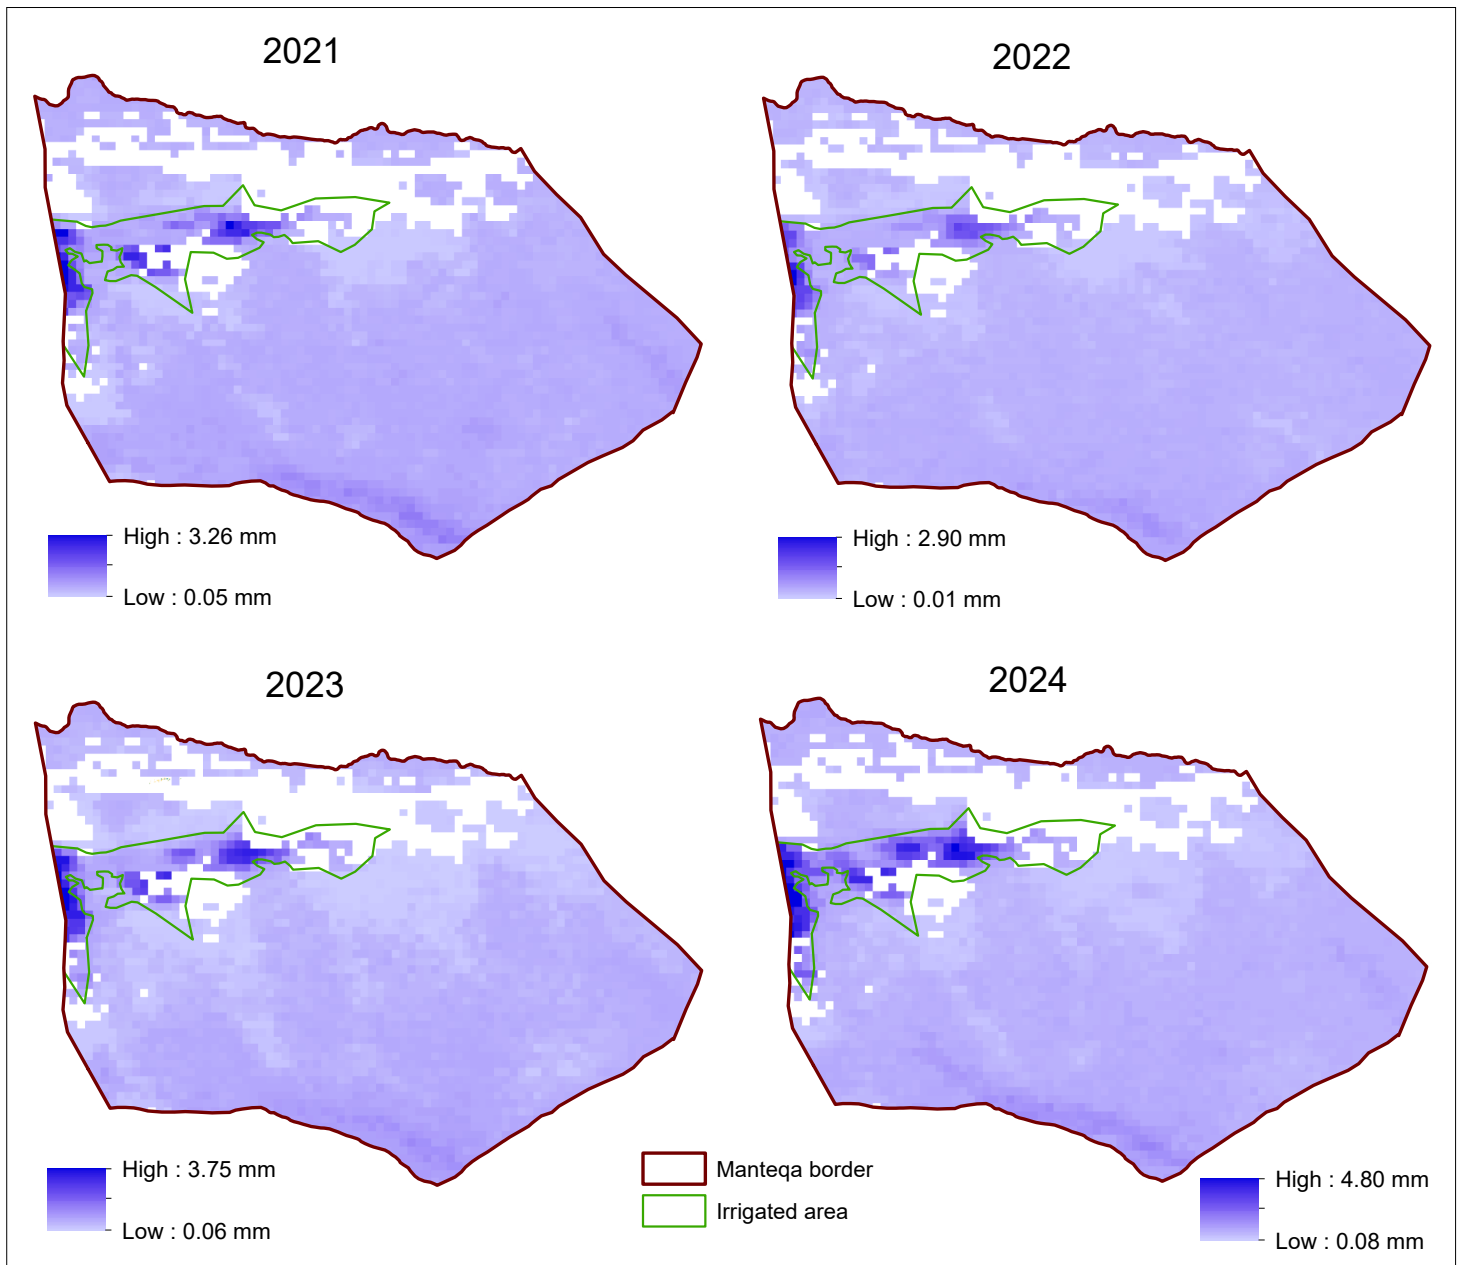 2021
2022
High : 3.26 mm
Low : 0.05 mm
High : 2.90 mm
Low : 0.01 mm
2023
2024
High : 3.75 mm
Low : 0.06 mm
Manteqa border
Irrigated area
High : 4.80 mm
Low : 0.08 mm